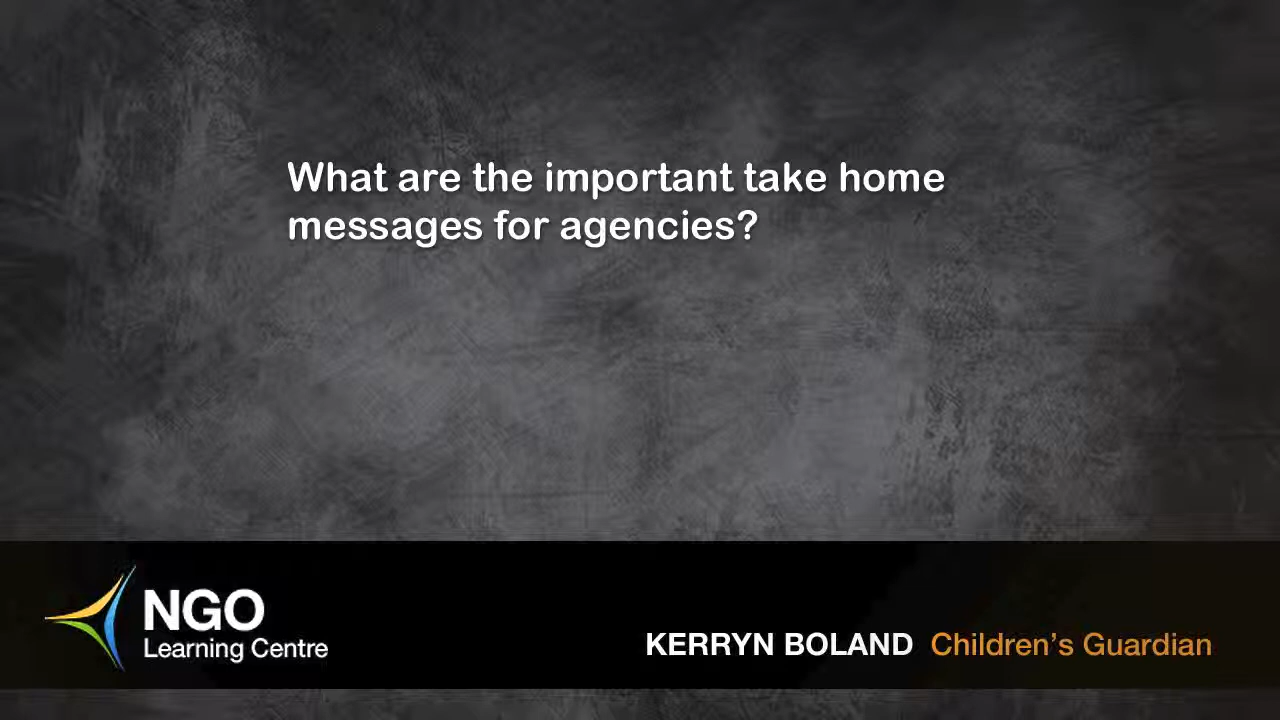 What are the important take home
messages for agencies?
NGO
Learning Centre
KERRYN BOLAND Children's Guardian